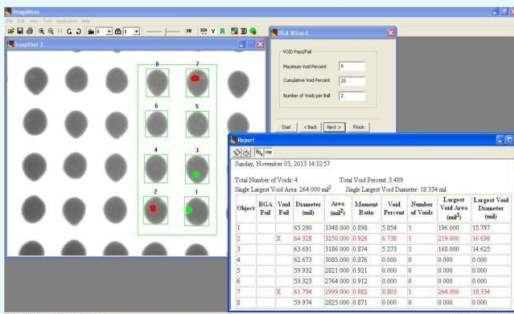 File Edit View Tool Application Help
SnapShot 2
8 7
6 5
4 3
2 1
BGA Wizard
VOID Pass/Fail
Maximum Void Percent 6
Cumulative Void Percent 20
Number of Voids per Ball 2
Start < Back Next > Finish
Report
Sunday, November 03, 2013 14:32:57
Total Number of Voids: 4 Total Void Percent: 3.489
Single Largest Void Area: 264.000 mil² Single Largest Void Diameter: 18.334 mil
Object BGA Fail Void Fail Diameter (mil) Area (mil²) Moment Ratio Void Percent Number of Voids Largest Void Area (mil²) Largest Void Diameter (mil)
1 65.290 3348.000 0.898 5.854 1 196.000 15.797
2 X 64.328 3250.000 0.926 6.738 1 219.000 16.698
3 63.691 3186.000 0.874 5.273 1 168.000 14.625
4 62.673 3085.000 0.876 0.000 0 0.000 0.000
5 59.932 2821.000 0.921 0.000 0 0.000 0.000
6 59.323 2764.000 0.912 0.000 0 0.000 0.000
7 X 61.794 2999.000 0.882 8.803 1 264.000 18.334
8 59.974 2825.000 0.871 0.000 0 0.000 0.000